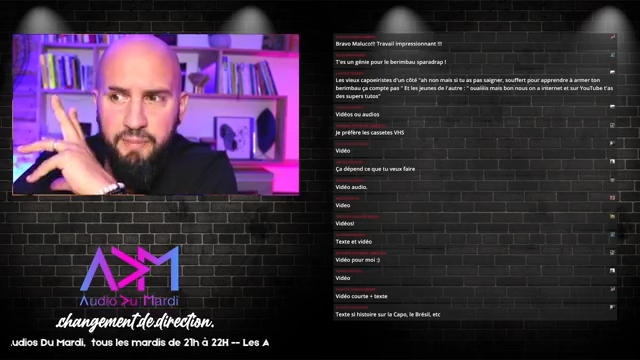 Bravo Maluco!!! Travail impressionnant !!!
T'es un génie pour le berimbau sparadrap !
Les vieux capoeiristes d'un côté "ah non mais si tu as pas saigner, souffert pour apprendre à armer ton
berimbau ça compte pas " Et les jeunes de l'autre : " oualiiis mais bon nous on a internet et sur YouTube t'as
des supers tutos"
Vidéos ou audios
Je préfère les cassetes VHS
Vidéo
Ça dépend ce que tu veux faire
Vidéo audio.
Video
Vidéos!
Texte et vidéo
Vidéo pour moi :)
Vidéo
Vidéo courte + texte
Texte si histoire sur la Capo, le Brésil, etc
ADM
Audio Du Mardi
.changement de direction.
.udios Du Mardi, tous les mardis de 21h à 22H -- Les A